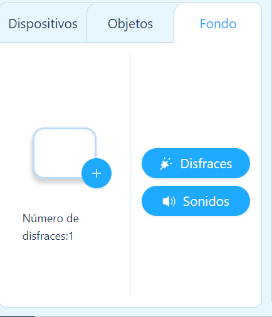 Dispositivos Objetos Fondo
Disfraces
Sonidos
Número de
disfraces:1